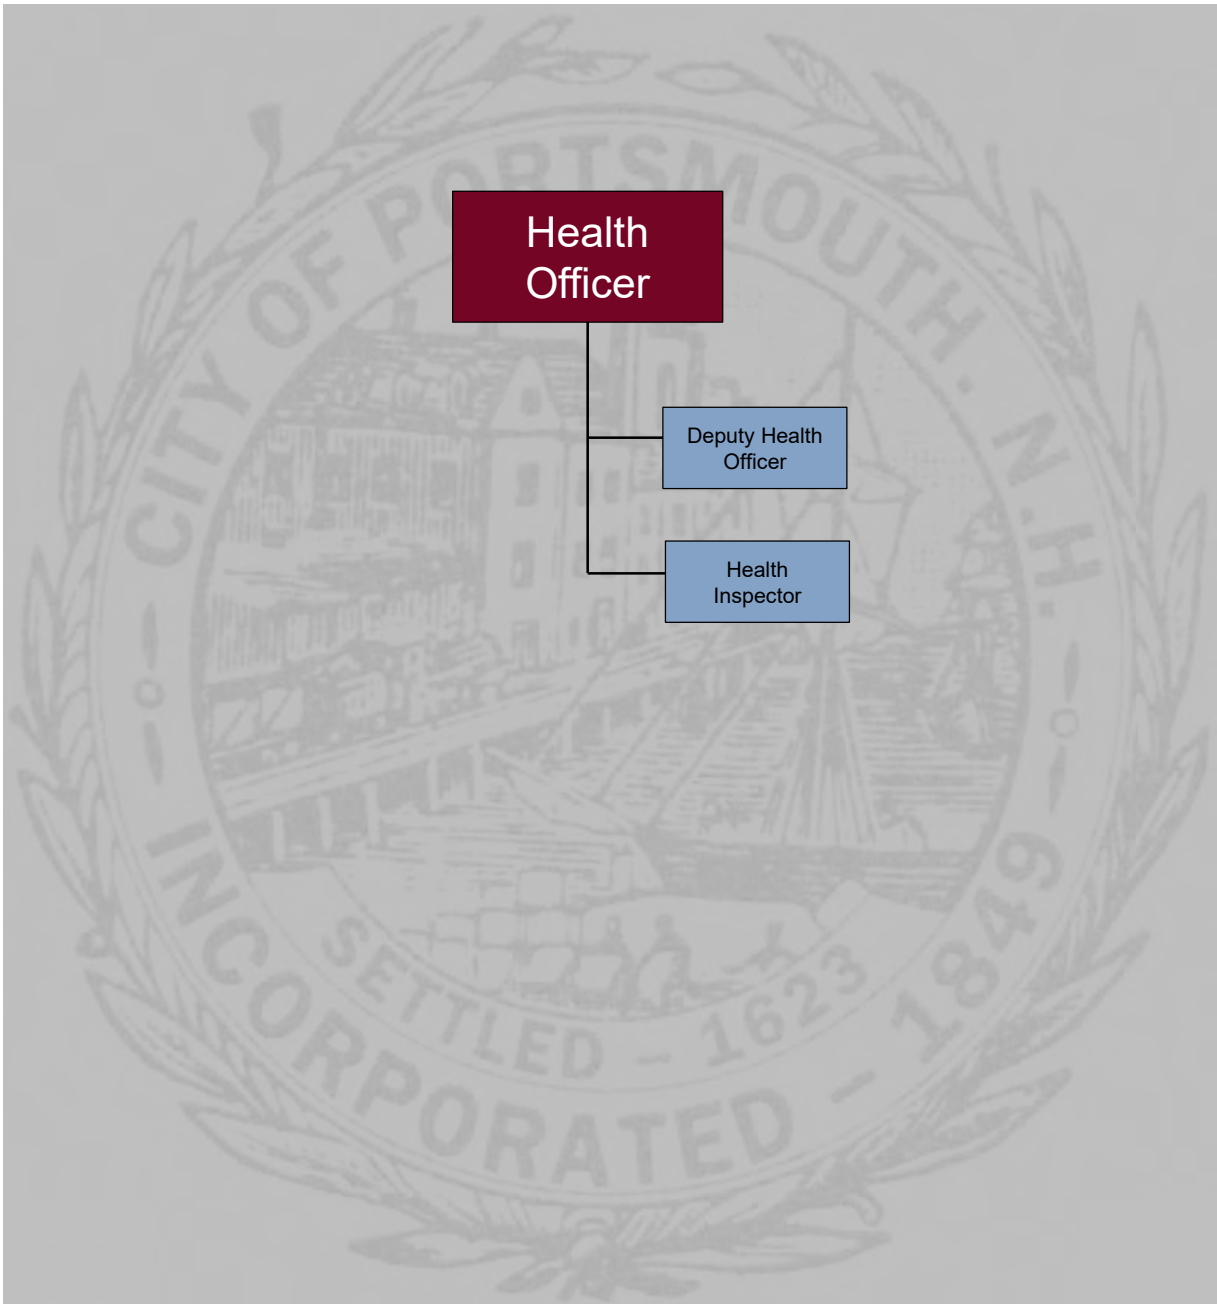 Health
Officer
Deputy Health
Officer
Health
Inspector
CITY OF PORTSMOUTH. N.H.
SETTLED - 1623
INCORPORATED - 1849